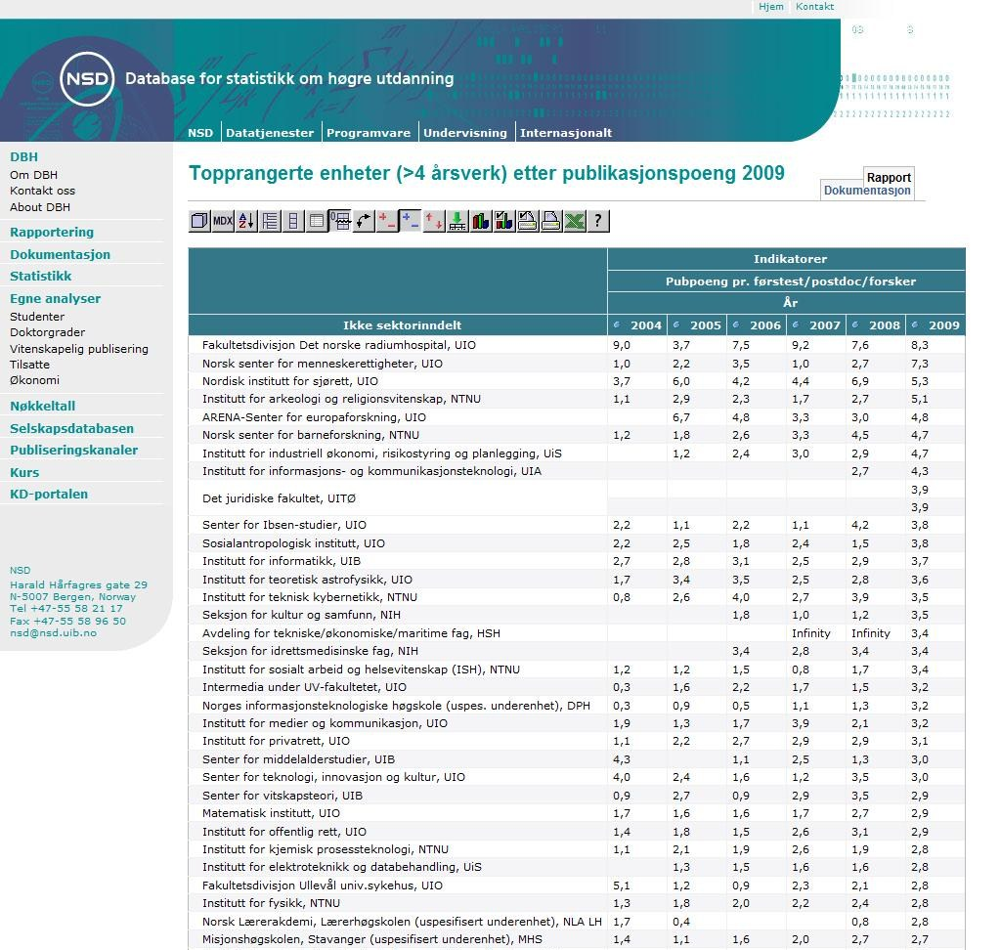 Hjem Kontakt
NSD Database for statistikk om høgre utdanning
NSD Datatjenester Programvare Undervisning Internasjonalt
DBH
Om DBH
Kontakt oss
About DBH
Rapportering
Dokumentasjon
Statistikk
Egne analyser
Studenter
Doktorgrader
Vitenskapelig publisering
Tilsatte
Økonomi
Nøkkeltall
Selskapsdatabasen
Publiseringskanaler
Kurs
KD-portalen
NSD
Harald Hårfagres gate 29
N-5007 Bergen, Norway
Tel +47-55 58 21 17
Fax +47-55 58 96 50
nsd@nsd.uib.no
Topprangerte enheter (>4 årsverk) etter publikasjonspoeng 2009
Rapport
Dokumentasjon
MDX
Indikatorer
Pubpoeng pr. førstest/postdoc/forsker
År
Ikke sektorinndelt 2004 2005 2006 2007 2008 2009
Fakultetsdivisjon Det norske radiumhospital, UIO 9,0 3,7 7,5 9,2 7,6 8,3
Norsk senter for menneskerettigheter, UIO 1,0 2,2 3,5 1,0 2,7 7,3
Nordisk institutt for sjørett, UIO 3,7 6,0 4,2 4,4 6,9 5,3
Institutt for arkeologi og religionsvitenskap, NTNU 1,1 2,9 2,3 1,7 2,7 5,1
ARENA-Senter for europaforskning, UIO 6,7 4,8 3,3 3,0 4,8
Norsk senter for barneforskning, NTNU 1,2 1,8 2,6 3,3 4,5 4,7
Institutt for industriell økonomi, risikostyring og planlegging, UiS 1,2 2,4 3,0 2,9 4,7
Institutt for informasjons- og kommunikasjonsteknologi, UIA 2,7 4,3
Det juridiske fakultet, UITØ 3,9
3,9
Senter for Ibsen-studier, UIO 2,2 1,1 2,2 1,1 4,2 3,8
Sosialantropologisk institutt, UIO 2,2 2,5 1,8 2,4 1,5 3,8
Institutt for informatikk, UIB 2,7 2,8 3,1 2,5 2,9 3,7
Institutt for teoretisk astrofysikk, UIO 1,7 3,4 3,5 2,5 2,8 3,6
Institutt for teknisk kybernetikk, NTNU 0,8 2,6 4,0 2,7 3,9 3,5
Seksjon for kultur og samfunn, NIH 1,8 1,0 1,2 3,5
Avdeling for tekniske/økonomiske/maritime fag, HSH Infinity Infinity 3,4
Seksjon for idrettsmedisinske fag, NIH 3,4 2,8 3,4 3,4
Institutt for sosialt arbeid og helsevitenskap (ISH), NTNU 1,2 1,2 1,5 0,8 1,7 3,4
Intermedia under UV-fakultetet, UIO 0,3 1,6 2,2 1,7 1,5 3,2
Norges informasjonsteknologiske høgskole (uspes. underenhet), DPH 0,3 0,9 0,5 1,1 1,3 3,2
Institutt for medier og kommunikasjon, UIO 1,9 1,3 1,7 3,9 2,1 3,2
Institutt for privatrett, UIO 1,1 2,2 2,7 2,9 2,9 3,1
Senter for middelalderstudier, UIB 4,3 1,1 2,5 1,3 3,0
Senter for teknologi, innovasjon og kultur, UIO 4,0 2,4 1,6 1,2 3,5 3,0
Senter for vitskapsteori, UIB 0,9 2,7 0,9 2,9 3,5 2,9
Matematisk institutt, UIO 1,7 1,6 1,6 1,7 2,7 2,9
Institutt for offentlig rett, UIO 1,4 1,8 1,5 2,6 3,1 2,9
Institutt for kjemisk prosessteknologi, NTNU 1,1 2,1 1,9 2,6 1,9 2,8
Institutt for elektroteknikk og databehandling, UiS 1,3 1,5 1,6 1,6 2,8
Fakultetsdivisjon Ullevål univ.sykehus, UIO 5,1 1,2 0,9 2,3 2,1 2,8
Institutt for fysikk, NTNU 1,3 1,8 2,0 2,2 2,4 2,8
Norsk Lærerakademi, Lærerhøgskolen (uspesifisert underenhet), NLA LH 1,7 0,4 0,8 2,8
Misjonshøgskolen, Stavanger (uspesifisert underenhet), MHS 1,4 1,1 1,6 2,0 2,7 2,7